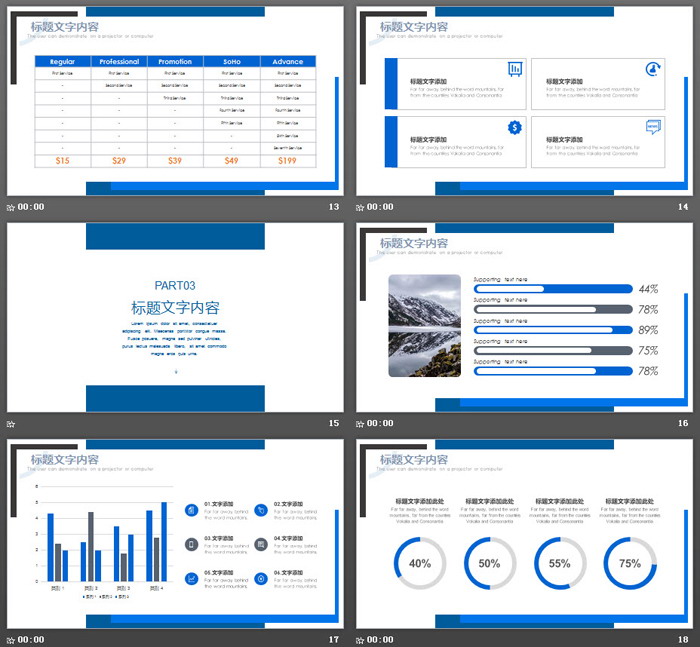 标题文字内容
The user can demonstrate on a projector or computer
Regular Professional Promotion SoHo Advance
First Service First Service First Service First Service First Service
- Second Service Second Service Second Service Second Service
- - Third Service Third Service Third Service
- - - Fourth Service Fourth Service
- - - Fifth Service Fifth Service
- - - - Sixth Service
- - - - Seventh Service
$15 $29 $39 $49 $199
00:00 13
标题文字内容
The user can demonstrate on a projector or computer
标题文字添加
Far far away, behind the word mountains, far
from the countries Vokalia and Consonantia
标题文字添加
Far far away, behind the word mountains, far
from the countries Vokalia and Consonantia
标题文字添加
Far far away, behind the word mountains, far
from the countries Vokalia and Consonantia
标题文字添加
Far far away, behind the word mountains, far
from the countries Vokalia and Consonantia
00:00 14
PART03
标题文字内容
Lorem ipsum dolor sit amet, consectetuer
adipiscing elit. Maecenas porttitor congue massa.
Fusce posuere, magna sed pulvinar ultricies,
purus lectus malesuada libero, sit amet commodo
magna eros quis urna.
15
标题文字内容
The user can demonstrate on a projector or computer
Supporting text here
44%
Supporting text here
78%
Supporting text here
89%
Supporting text here
75%
Supporting text here
78%
00:00 16
标题文字内容
The user can demonstrate on a projector or computer
6
5
4
3
2
1
0
类别 1 类别 2 类别 3 类别 4
系列 1 系列 2 系列 3
01.文字添加
Far far away behind
the word mountains
02.文字添加
Far far away behind
the word mountains
03.文字添加
Far far away behind
the word mountains
04.文字添加
Far far away behind
the word mountains
05.文字添加
Far far away behind
the word mountains
06.文字添加
Far far away behind
the word mountains
00:00 17
标题文字内容
The user can demonstrate on a projector or computer
标题文字添加此处
Far far away, behind the word
mountains, far from the countries
Vokalia and Consonantia
40%
标题文字添加此处
Far far away, behind the word
mountains, far from the countries
Vokalia and Consonantia
50%
标题文字添加此处
Far far away, behind the word
mountains, far from the countries
Vokalia and Consonantia
55%
标题文字添加此处
Far far away, behind the word
mountains, far from the countries
Vokalia and Consonantia
75%
00:00 18